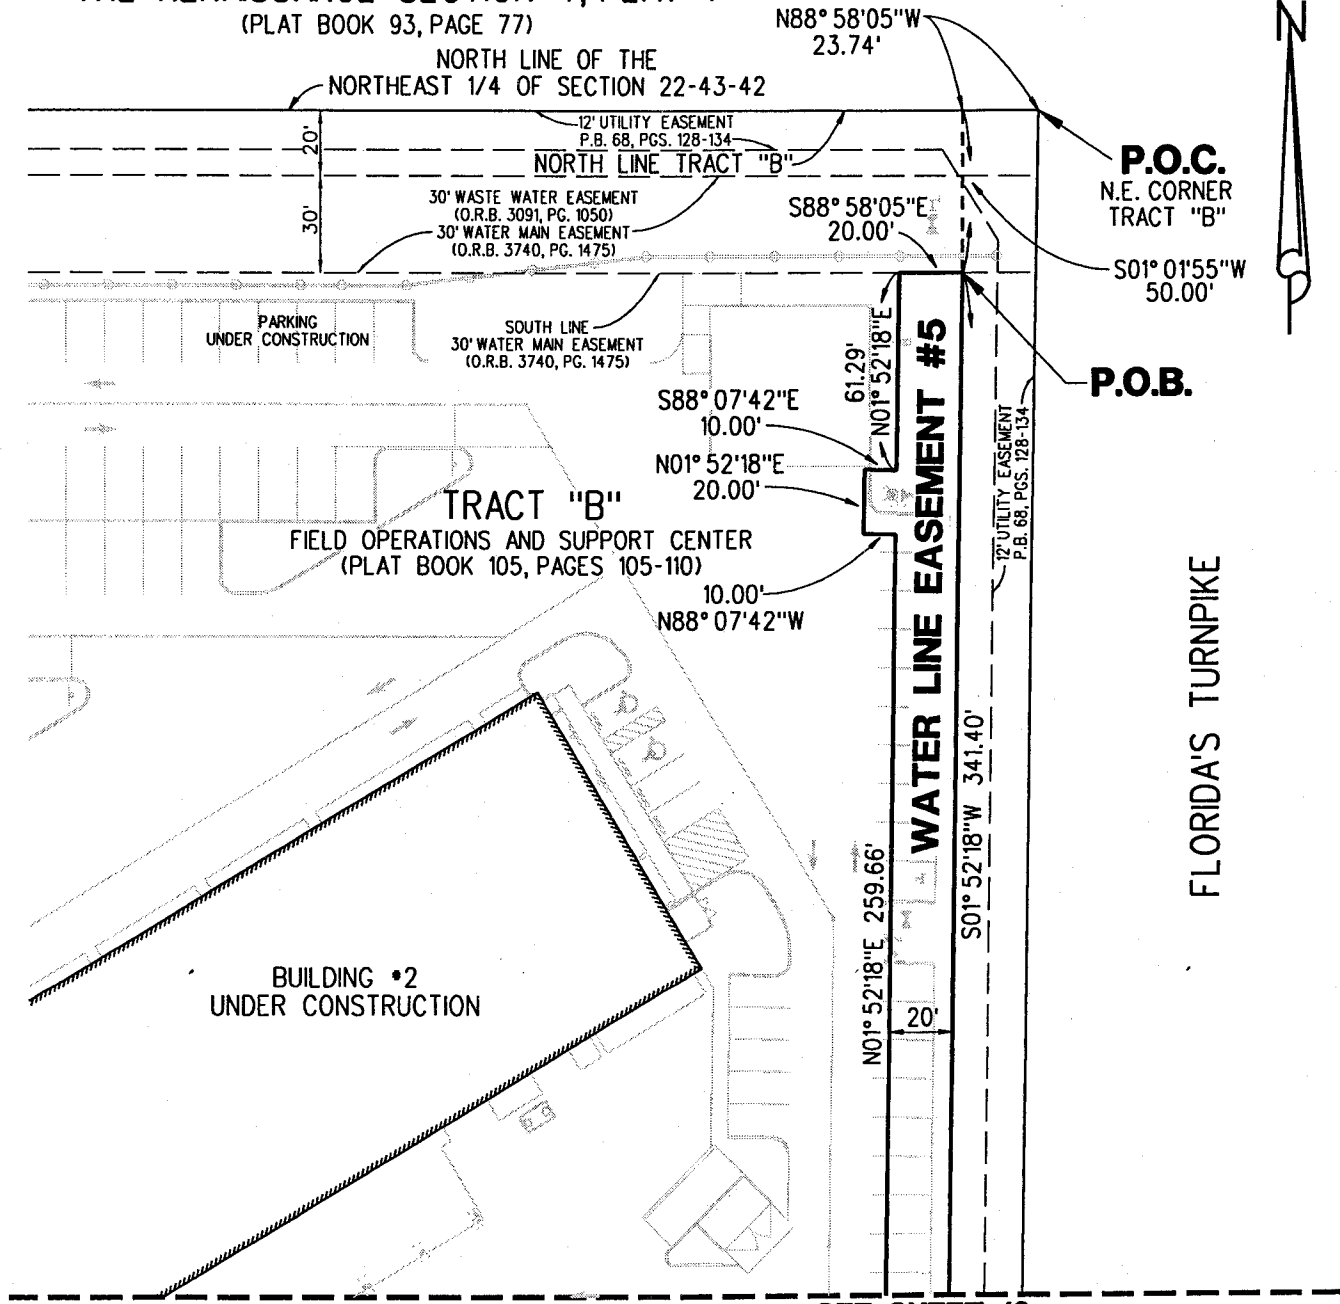 (PLAT BOOK 93, PAGE 77)
N88°58'05"W
23.74'
N
NORTH LINE OF THE
NORTHEAST 1/4 OF SECTION 22-43-42
12' UTILITY EASEMENT
P.B. 68, PGS. 128-134
20'
NORTH LINE TRACT "B"
P.O.C.
N.E. CORNER
TRACT "B"
30'
30' WASTE WATER EASEMENT
(O.R.B. 3091, PG. 1050)
30' WATER MAIN EASEMENT
(O.R.B. 3740, PG. 1475)
S88°58'05"E
20.00'
S01°01'55"W
50.00'
PARKING
UNDER CONSTRUCTION
SOUTH LINE
30' WATER MAIN EASEMENT
(O.R.B. 3740, PG. 1475)
61.29'
N01°52'18"E
P.O.B.
S88°07'42"E
10.00'
N01°52'18"E
20.00'
WATER LINE EASEMENT #5
12' UTILITY EASEMENT
P.B. 68, PGS. 128-134
TRACT "B"
FIELD OPERATIONS AND SUPPORT CENTER
(PLAT BOOK 105, PAGES 105-110)
10.00'
N88°07'42"W
FLORIDA'S TURNPIKE
S01°52'18"W 341.40'
N01°52'18"E 259.66'
BUILDING #2
UNDER CONSTRUCTION
20'